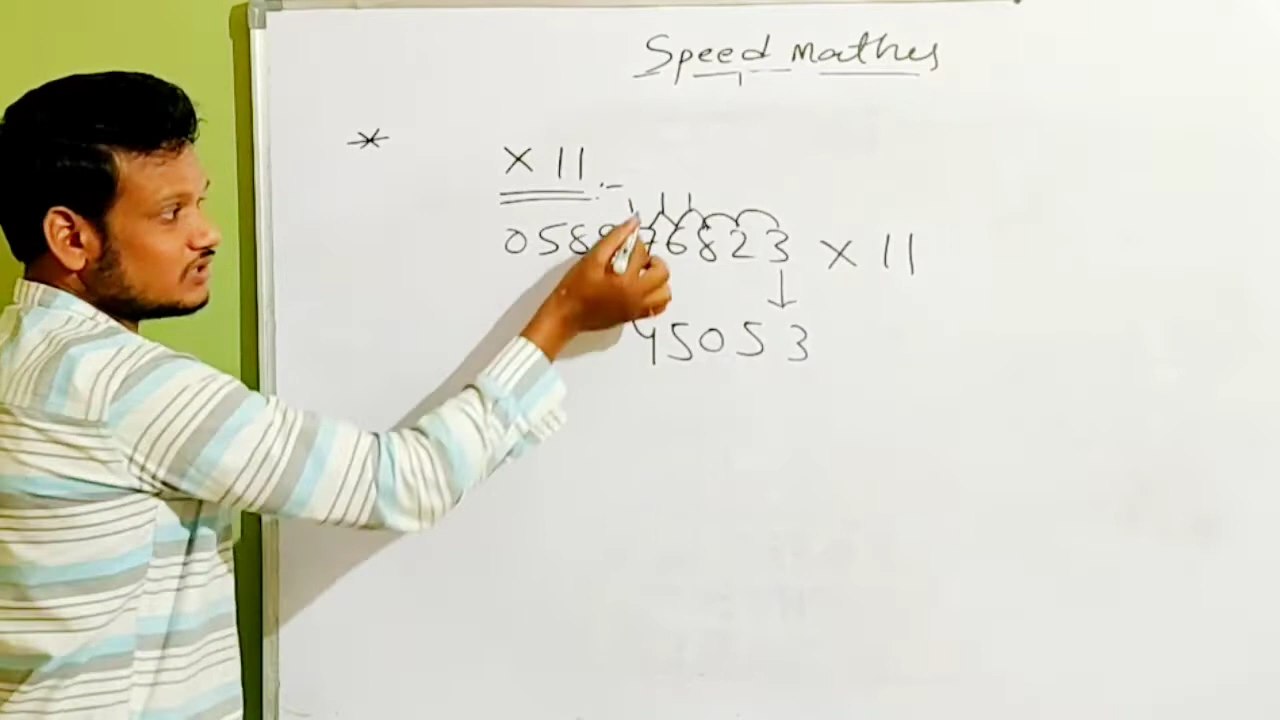 Speed mathes
*
× 11 :-
0588 76823 × 11
45053